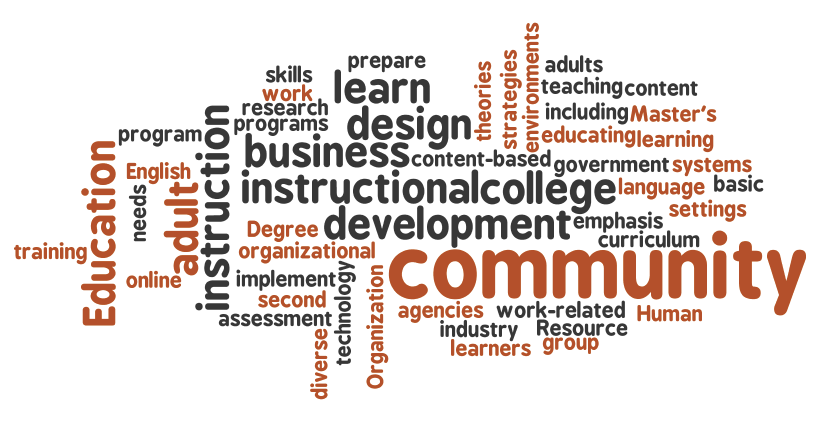 prepare
skills
learn
work
research
programs
design
theories
strategies
environments
adults
teaching
content
including
Master's
educating
learning
program
instruction
business
content-based
government
systems
Education
English
needs
adult
instructional
college
language
basic
settings
Degree
development
emphasis
curriculum
training
online
organizational
community
implement
second
assessment
technology
diverse
Organization
agencies
work-related
Human
industry
Resource
learners
group